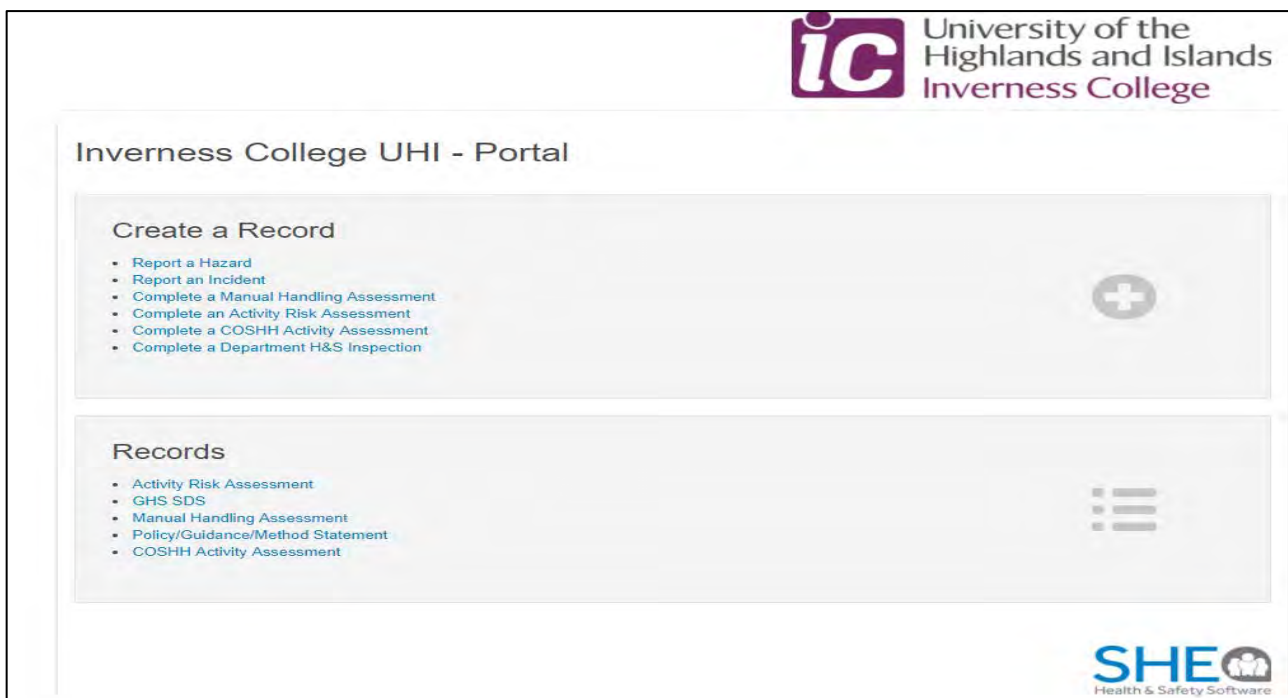 ic
University of the
Highlands and Islands
Inverness College
Inverness College UHI - Portal
Create a Record
• Report a Hazard
• Report an Incident
• Complete a Manual Handling Assessment
• Complete an Activity Risk Assessment
• Complete a COSHH Activity Assessment
• Complete a Department H&S Inspection
Records
• Activity Risk Assessment
• GHS SDS
• Manual Handling Assessment
• Policy/Guidance/Method Statement
• COSHH Activity Assessment
SHE
Health & Safety Software